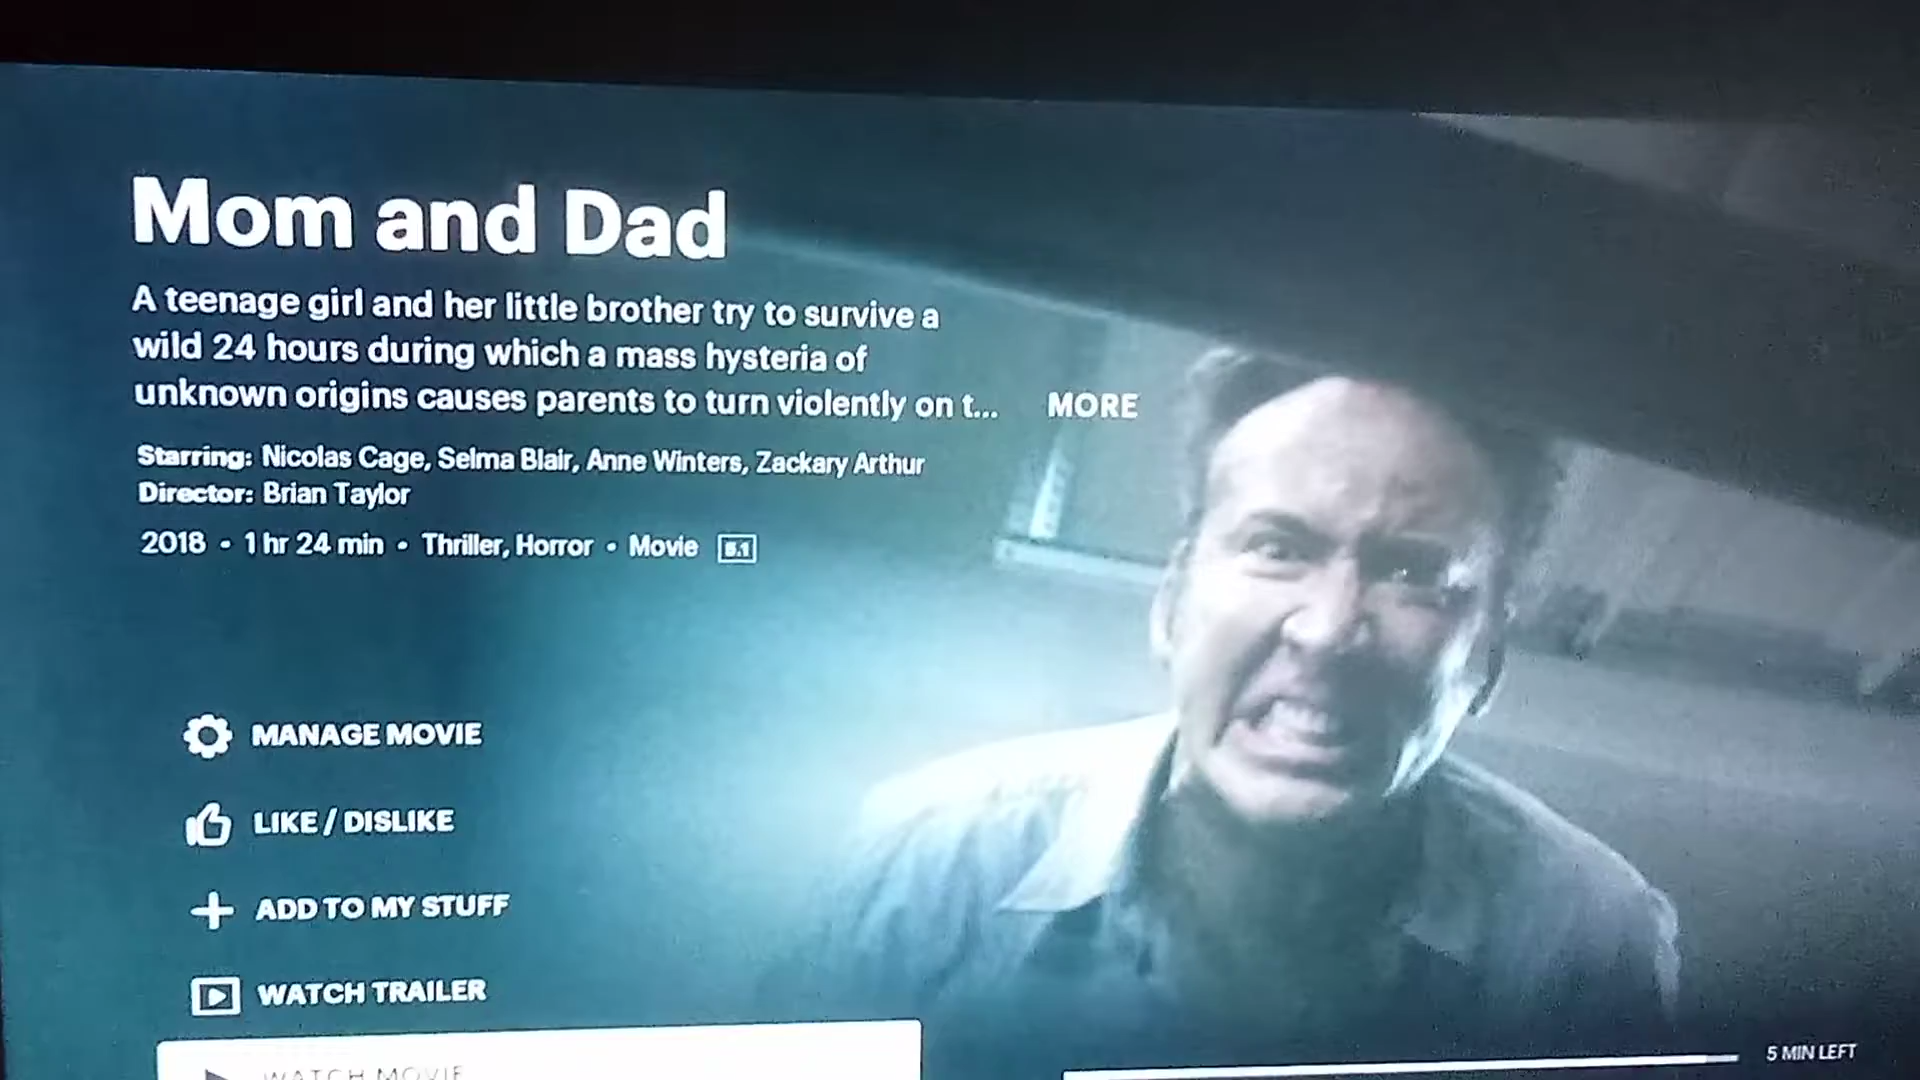 Mom and Dad
A teenage girl and her little brother try to survive a
wild 24 hours during which a mass hysteria of
unknown origins causes parents to turn violently on t... MORE
Starring: Nicolas Cage, Selma Blair, Anne Winters, Zackary Arthur
Director: Brian Taylor
2018 • 1 hr 24 min • Thriller, Horror • Movie 5.1
MANAGE MOVIE
LIKE / DISLIKE
ADD TO MY STUFF
WATCH TRAILER
WATCH MOVIE
5 MIN LEFT